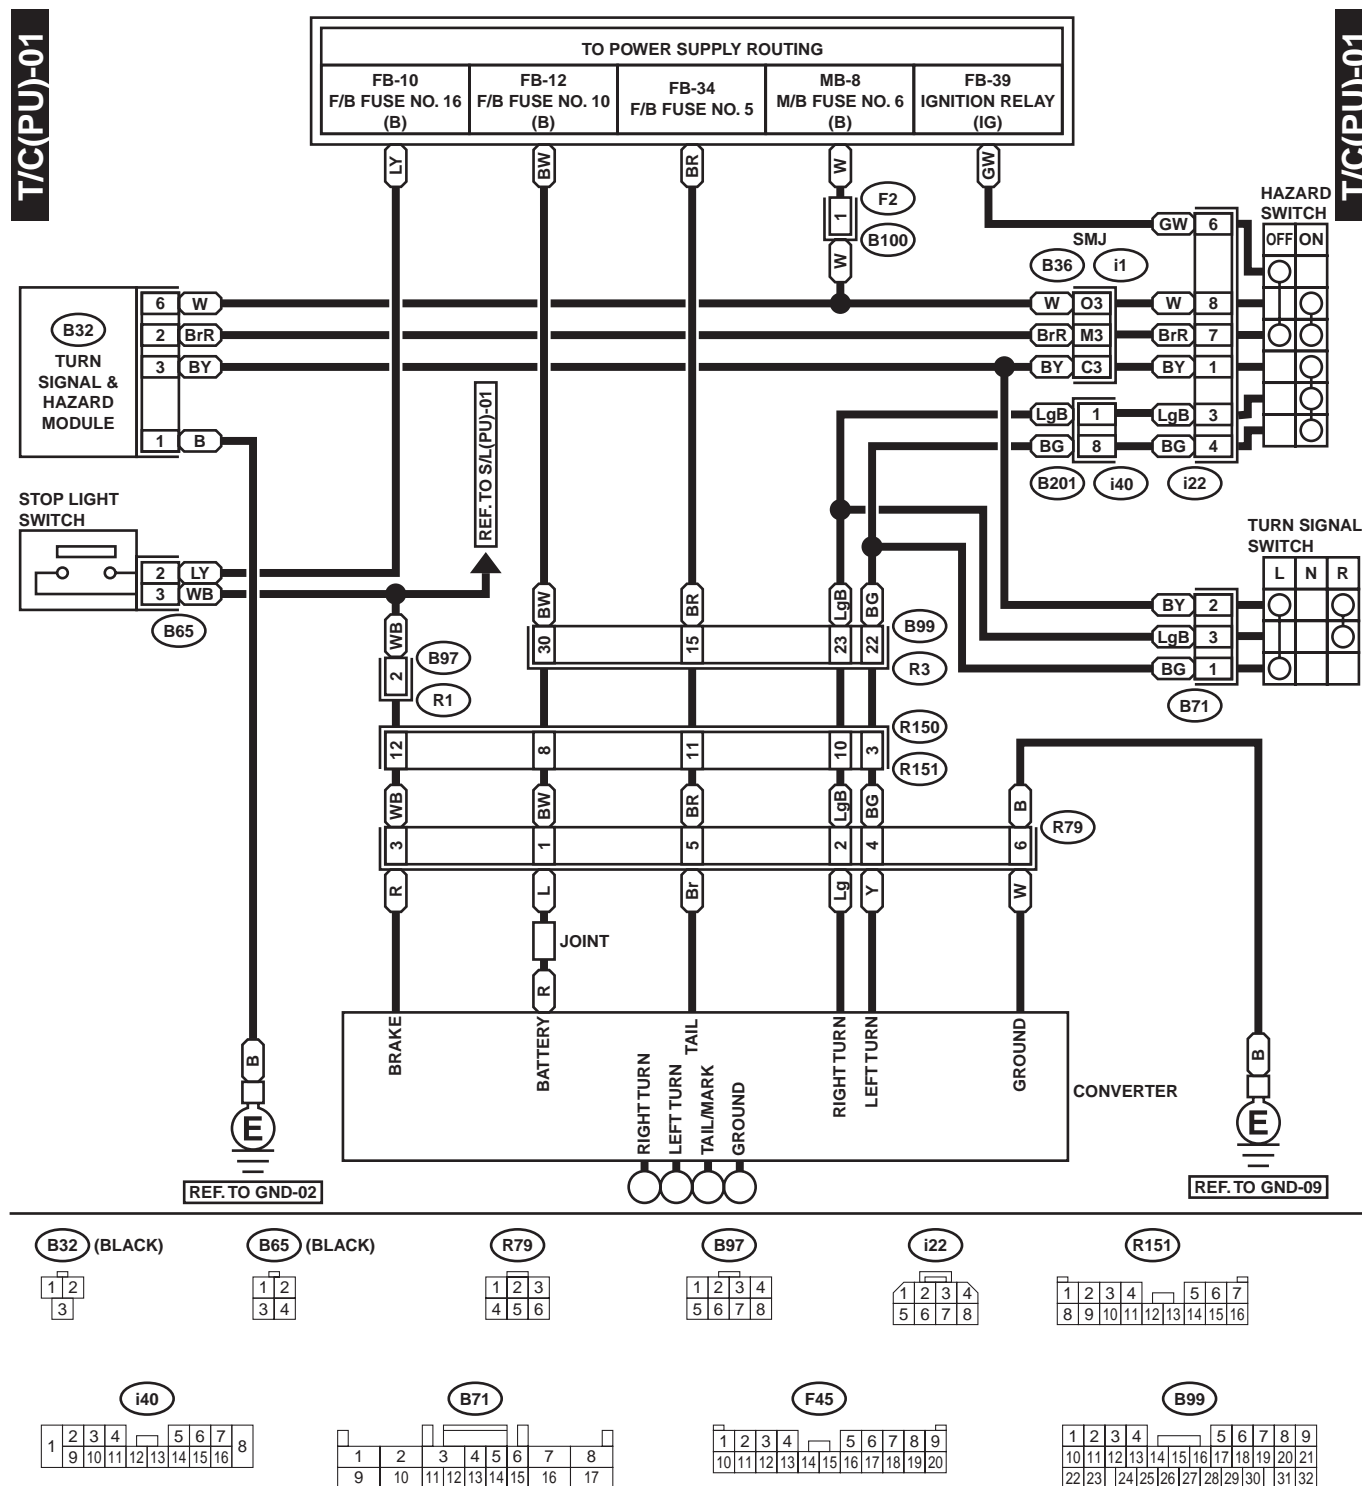 T/C(PU)-01
T/C(PU)-01
TO POWER SUPPLY ROUTING
FB-10
F/B FUSE NO. 16
(B)
FB-12
F/B FUSE NO. 10
(B)
FB-34
F/B FUSE NO. 5
MB-8
M/B FUSE NO. 6
(B)
FB-39
IGNITION RELAY
(IG)
LY
BW
BR
W
GW
1
F2
B100
W
HAZARD
SWITCH
OFF ON
GW 6
SMJ
B36 i1
B32
TURN
SIGNAL &
HAZARD
MODULE
6 W
2 BrR
3 BY
1 B
W O3 W 8
BrR M3 BrR 7
BY C3 BY 1
LgB 1 LgB 3
BG 8 BG 4
B201 i40 i22
REF. TO S/L(PU)-01
STOP LIGHT
SWITCH
2 LY
3 WB
B65
TURN SIGNAL
SWITCH
L N R
BY 2
LgB 3
BG 1
B71
WB
2
B97
R1
BW BR LgB BG
30 15 23 22
B99
R3
12 8 11 10 3
R150
R151
WB BW BR LgB BG B
3 1 5 2 4 6
R79
R L Br Lg Y W
JOINT
R
BRAKE
BATTERY
TAIL
RIGHT TURN
LEFT TURN
GROUND
CONVERTER
RIGHT TURN
LEFT TURN
TAIL/MARK
GROUND
B
E
REF. TO GND-02
B
E
REF. TO GND-09
B32 (BLACK)
1 2
3
B65 (BLACK)
1 2
3 4
R79
1 2 3
4 5 6
B97
1 2 3 4
5 6 7 8
i22
1 2 3 4
5 6 7 8
R151
1 2 3 4 5 6 7
8 9 10 11 12 13 14 15 16
i40
1 2 3 4 5 6 7 8
9 10 11 12 13 14 15 16
B71
1 2 3 4 5 6 7 8
9 10 11 12 13 14 15 16 17
F45
1 2 3 4 5 6 7 8 9
10 11 12 13 14 15 16 17 18 19 20
B99
1 2 3 4 5 6 7 8 9
10 11 12 13 14 15 16 17 18 19 20 21
22 23 24 25 26 27 28 29 30 31 32